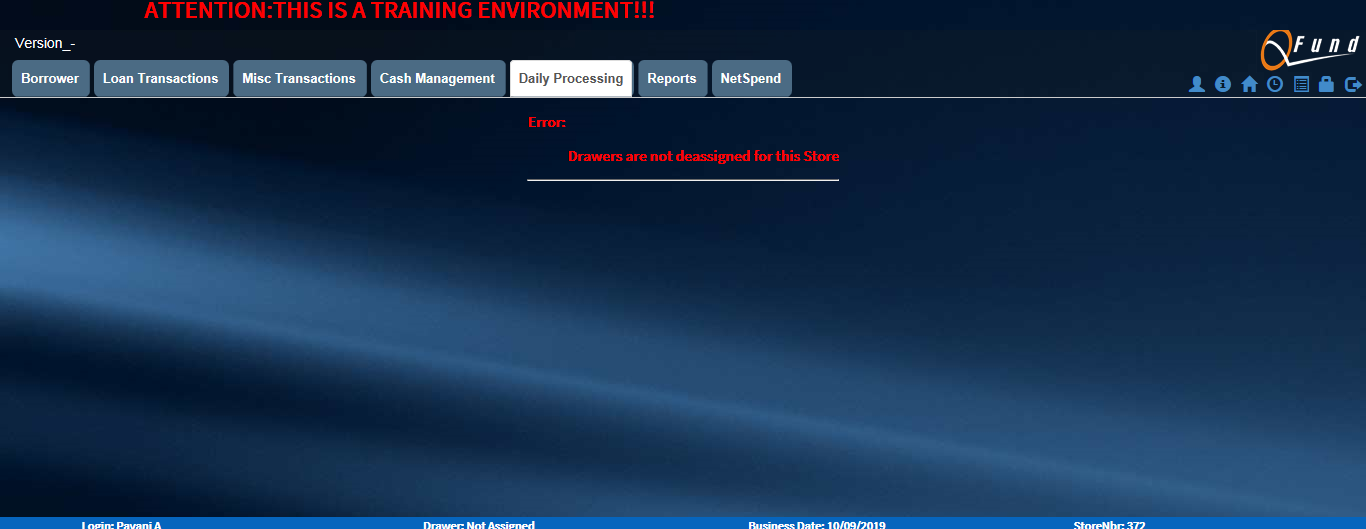 ATTENTION:THIS IS A TRAINING ENVIRONMENT!!!
Version_-
Fund
Borrower Loan Transactions Misc Transactions Cash Management Daily Processing Reports NetSpend
Error:
Drawers are not deassigned for this Store
Login: Pavani A Drawer: Not Assigned Business Date: 10/09/2019 StoreNbr: 372